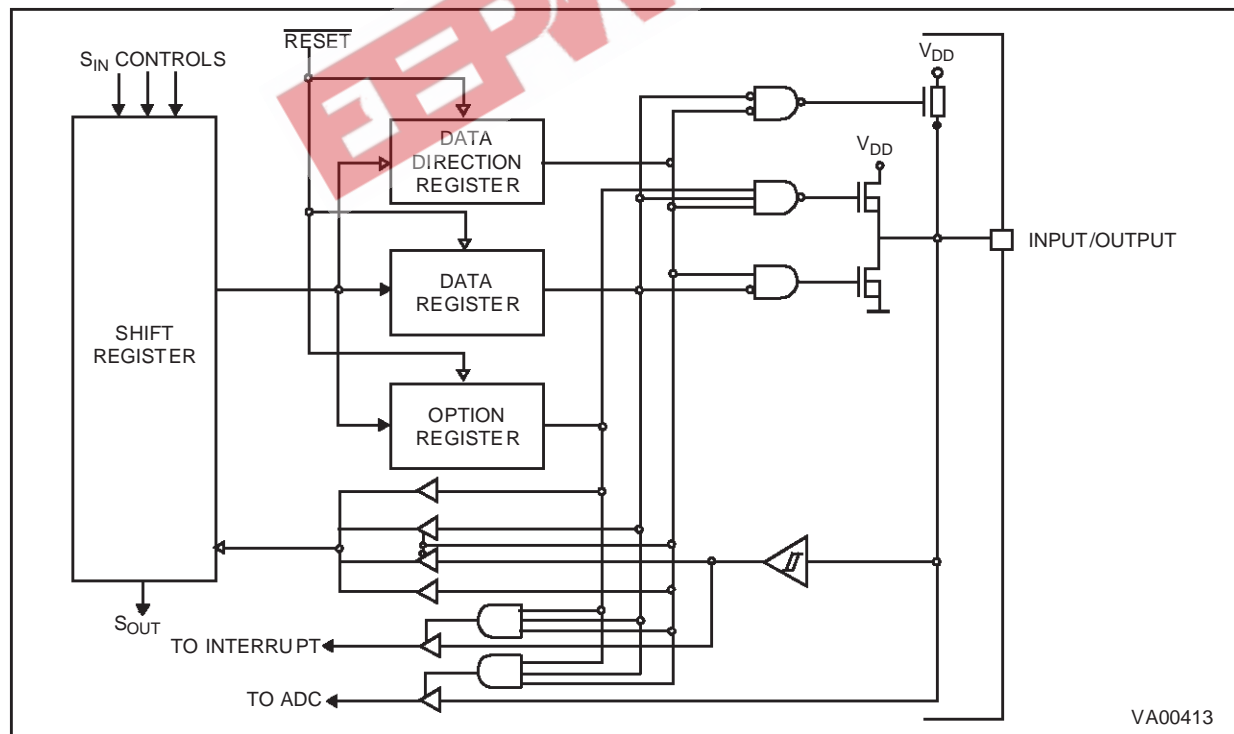 RESET
S_IN CONTROLS
V_DD
DATA
DIRECTION
REGISTER
V_DD
INPUT/OUTPUT
DATA
REGISTER
SHIFT
REGISTER
OPTION
REGISTER
S_OUT
TO INTERRUPT
TO ADC
VA00413